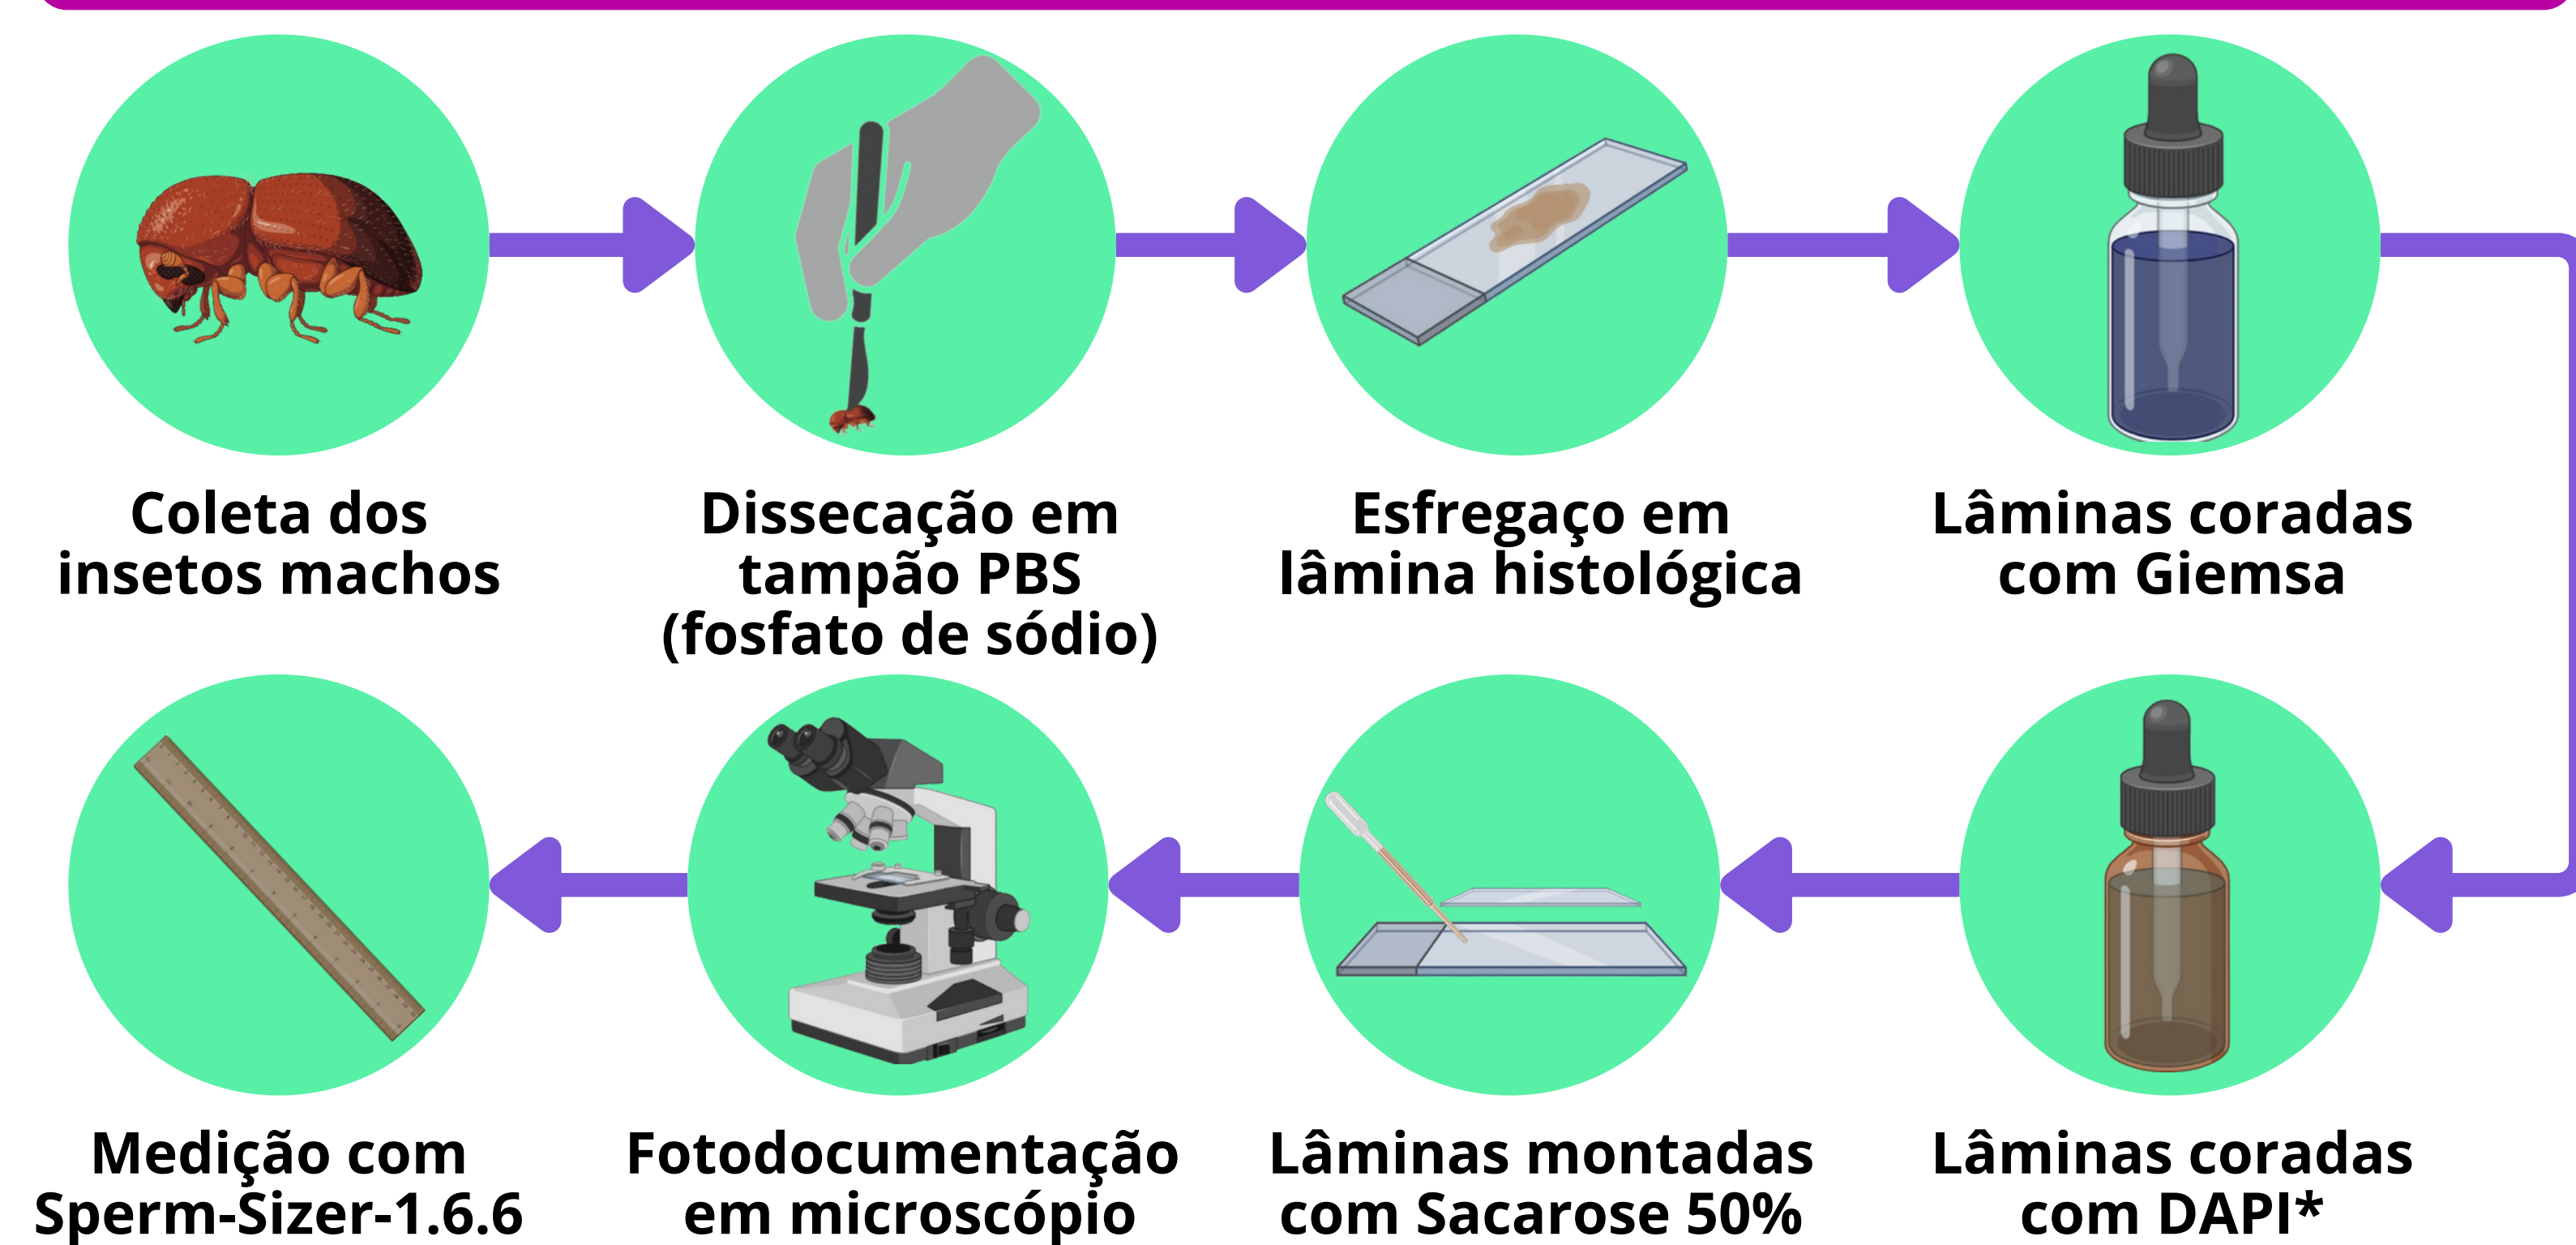 Coleta dos
insetos machos
Dissecação em
tampão PBS
(fosfato de sódio)
Esfregaço em
lâmina histológica
Lâminas coradas
com Giemsa
Lâminas coradas
com DAPI*
Lâminas montadas
com Sacarose 50%
Fotodocumentação
em microscópio
Medição com
Sperm-Sizer-1.6.6